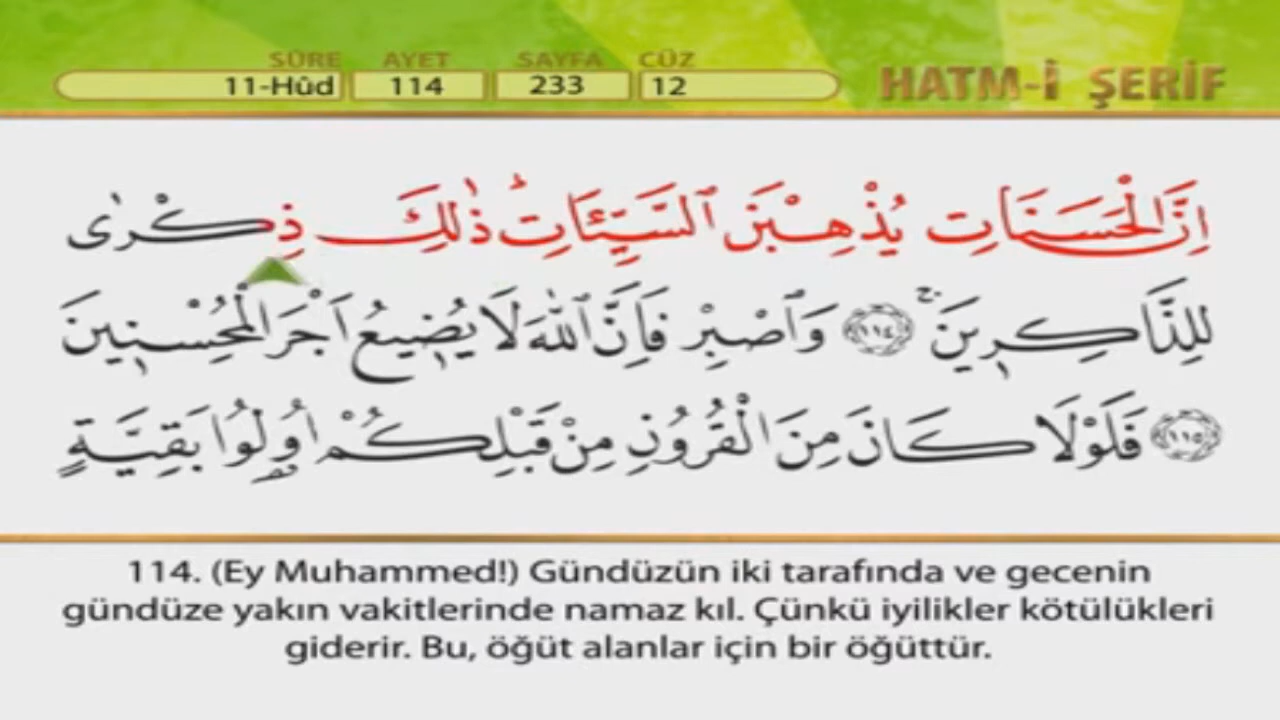 SÛRE AYET SAYFA CÜZ
11-Hûd 114 233 12
HATM-İ ŞERİF
اِنَّ الْحَسَنَاتِ يُذْهِبْنَ السَّيِّـَٔاتِۜ ذٰلِكَ ذِكْرٰى
لِلذَّاكِر۪ينَۚ ﴿١١٤﴾ وَاصْبِرْ فَاِنَّ اللّٰهَ لَا يُض۪يعُ اَجْرَ الْمُحْسِن۪ينَ
﴿١١٥﴾ فَلَوْلَا كَانَ مِنَ الْقُرُونِ مِنْ قَبْلِكُمْ اُو۬لُوا بَقِيَّةٍ
114. (Ey Muhammed!) Gündüzün iki tarafında ve gecenin
gündüze yakın vakitlerinde namaz kıl. Çünkü iyilikler kötülükleri
giderir. Bu, öğüt alanlar için bir öğüttür.